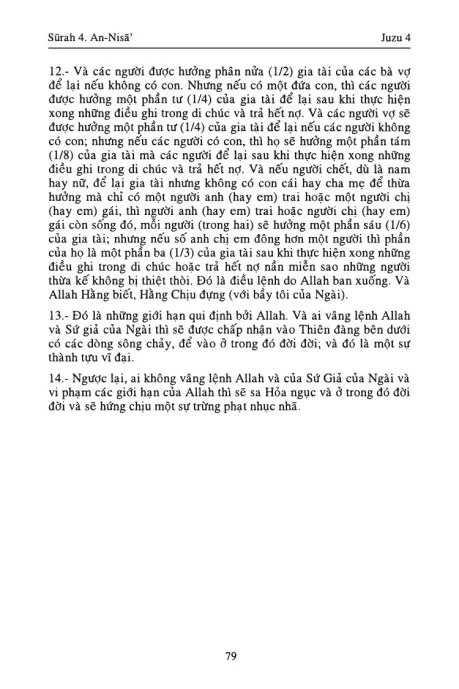 Sūrah 4. An-Nisā' Juzu 4
12.- Và các người được hưởng phân nửa (1/2) gia tài của các bà vợ
để lại nếu không có con. Nhưng nếu có một đứa con, thì các người
được hưởng một phần tư (1/4) của gia tài để lại sau khi thực hiện
xong những điều ghi trong di chúc và trả hết nợ. Và các người vợ sẽ
được hưởng một phần tư (1/4) của gia tài để lại nếu các người không
có con; nhưng nếu các người có con, thì họ sẽ hưởng một phần tám
(1/8) của gia tài mà các người để lại sau khi thực hiện xong những
điều ghi trong di chúc và trả hết nợ. Và nếu người chết, dù là nam
hay nữ, để lại gia tài nhưng không có con cái hay cha mẹ để thừa
hưởng mà chỉ có một người anh (hay em) trai hoặc một người chị
(hay em) gái, thì người anh (hay em) trai hoặc người chị (hay em)
gái còn sống đó, mỗi người (trong hai) sẽ hưởng một phần sáu (1/6)
của gia tài; nhưng nếu số anh chị em đông hơn một người thì phần
của họ là một phần ba (1/3) của gia tài sau khi thực hiện xong những
điều ghi trong di chúc hoặc trả hết nợ nần miễn sao những người
thừa kế không bị thiệt thòi. Đó là điều lệnh do Allah ban xuống. Và
Allah Hằng biết, Hằng Chịu đựng (với bầy tôi của Ngài).
13.- Đó là những giới hạn qui định bởi Allah. Và ai vâng lệnh Allah
và Sứ giả của Ngài thì sẽ được chấp nhận vào Thiên đàng bên dưới
có các dòng sông chảy, để vào ở trong đó đời đời; và đó là một sự
thành tựu vĩ đại.
14.- Ngược lại, ai không vâng lệnh Allah và của Sứ Giả của Ngài và
vi phạm các giới hạn của Allah thì sẽ sa Hỏa ngục và ở trong đó đời
đời và sẽ hứng chịu một sự trừng phạt nhục nhã.
79